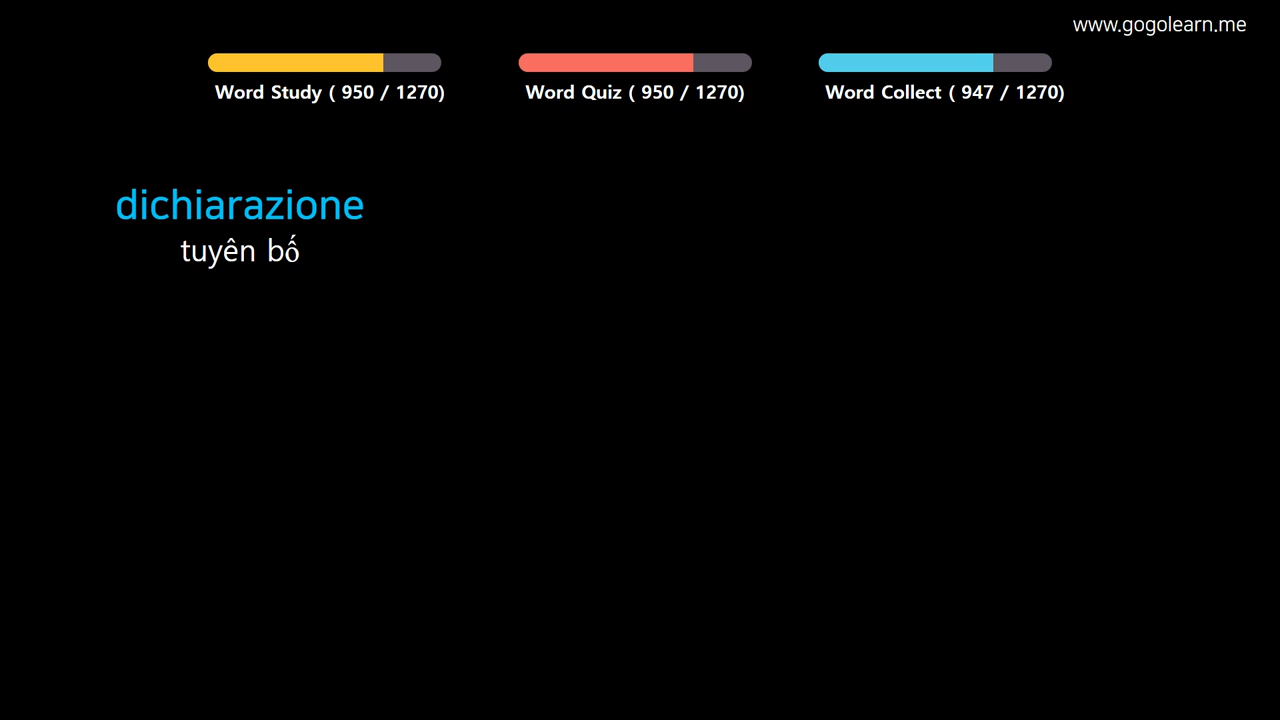 www.gogolearn.me
Word Study ( 950 / 1270)
Word Quiz ( 950 / 1270)
Word Collect ( 947 / 1270)
dichiarazione
tuyên bố